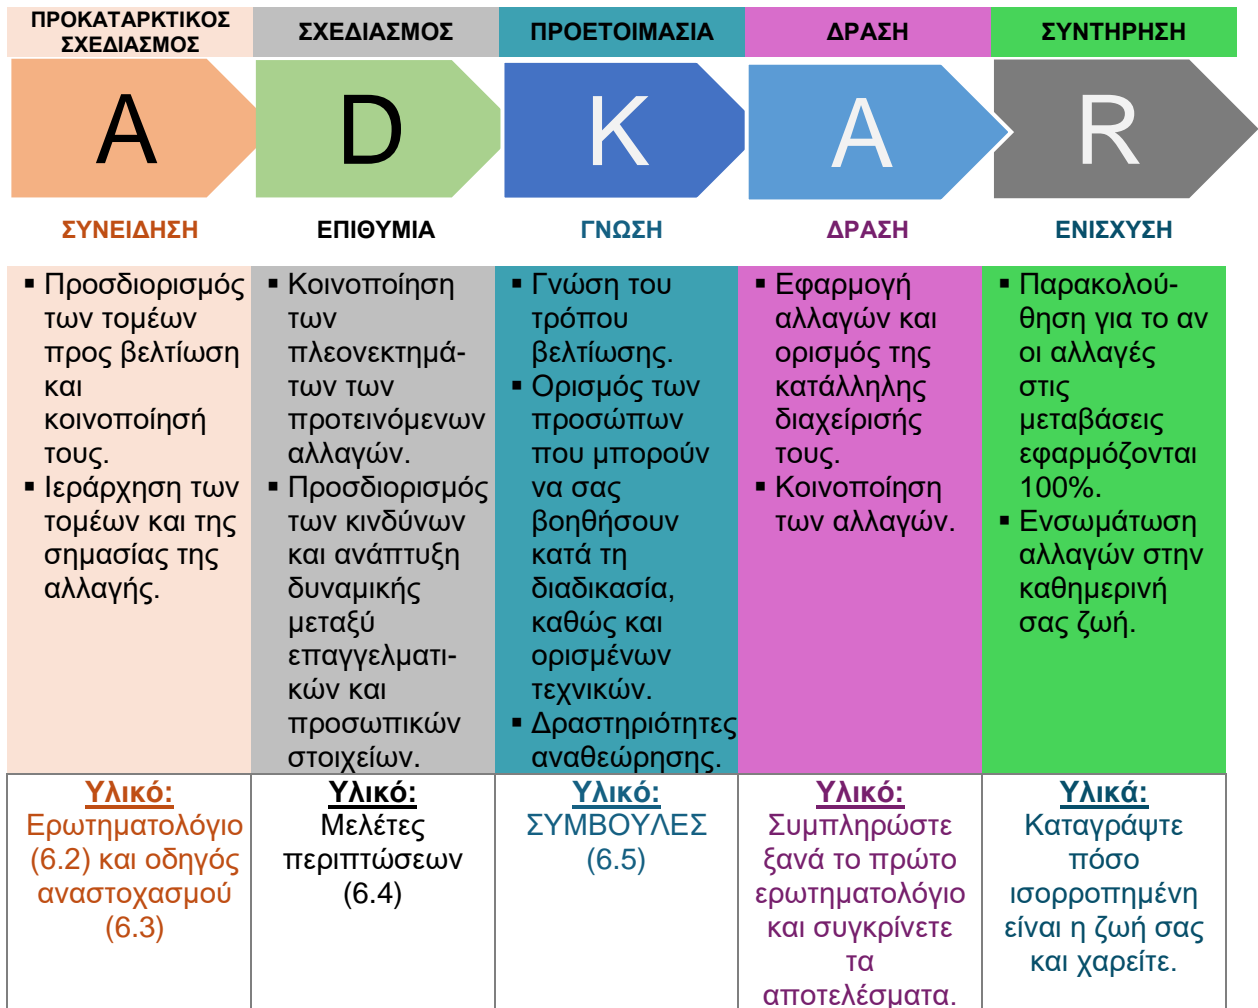 ΠΡΟΚΑΤΑΡΚΤΙΚΟΣ
ΣΧΕΔΙΑΣΜΟΣ
ΣΧΕΔΙΑΣΜΟΣ
ΠΡΟΕΤΟΙΜΑΣΙΑ
ΔΡΑΣΗ
ΣΥΝΤΗΡΗΣΗ
A
D
K
A
R
ΣΥΝΕΙΔΗΣΗ
ΕΠΙΘΥΜΙΑ
ΓΝΩΣΗ
ΔΡΑΣΗ
ΕΝΙΣΧΥΣΗ
▪ Προσδιορισμός
των τομέων
προς βελτίωση
και
κοινοποίησή
τους.
▪ Ιεράρχηση των
τομέων και της
σημασίας της
αλλαγής.
▪ Κοινοποίηση
των
πλεονεκτημά-
των των
προτεινόμενων
αλλαγών.
▪ Προσδιορισμός
των κινδύνων
και ανάπτυξη
δυναμικής
μεταξύ
επαγγελματι-
κών και
προσωπικών
στοιχείων.
▪ Γνώση του
τρόπου
βελτίωσης.
▪ Ορισμός των
προσώπων
που μπορούν
να σας
βοηθήσουν
κατά τη
διαδικασία,
καθώς και
ορισμένων
τεχνικών.
▪ Δραστηριότητες
αναθεώρησης.
▪ Εφαρμογή
αλλαγών και
ορισμός της
κατάλληλης
διαχείρισής
τους.
▪ Κοινοποίηση
των αλλαγών.
▪ Παρακολού-
θηση για το αν
οι αλλαγές
στις
μεταβάσεις
εφαρμόζονται
100%.
▪ Ενσωμάτωση
αλλαγών στην
καθημερινή
σας ζωή.
Υλικό:
Ερωτηματολόγιο
(6.2) και οδηγός
αναστοχασμού
(6.3)
Υλικό:
Μελέτες
περιπτώσεων
(6.4)
Υλικό:
ΣΥΜΒΟΥΛΕΣ
(6.5)
Υλικό:
Συμπληρώστε
ξανά το πρώτο
ερωτηματολόγιο
και συγκρίνετε
τα
αποτελέσματα.
Υλικά:
Καταγράψτε
πόσο
ισορροπημένη
είναι η ζωή σας
και χαρείτε.